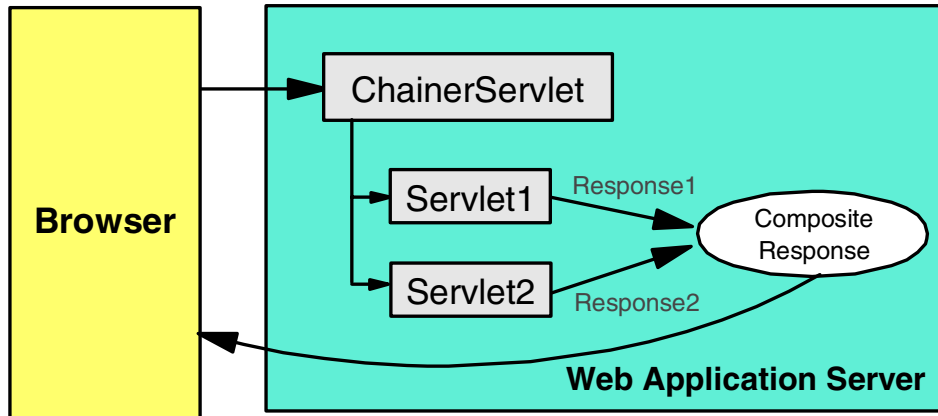 ChainerServlet
Servlet1
Response1
Browser
Composite
Response
Servlet2
Response2
Web Application Server